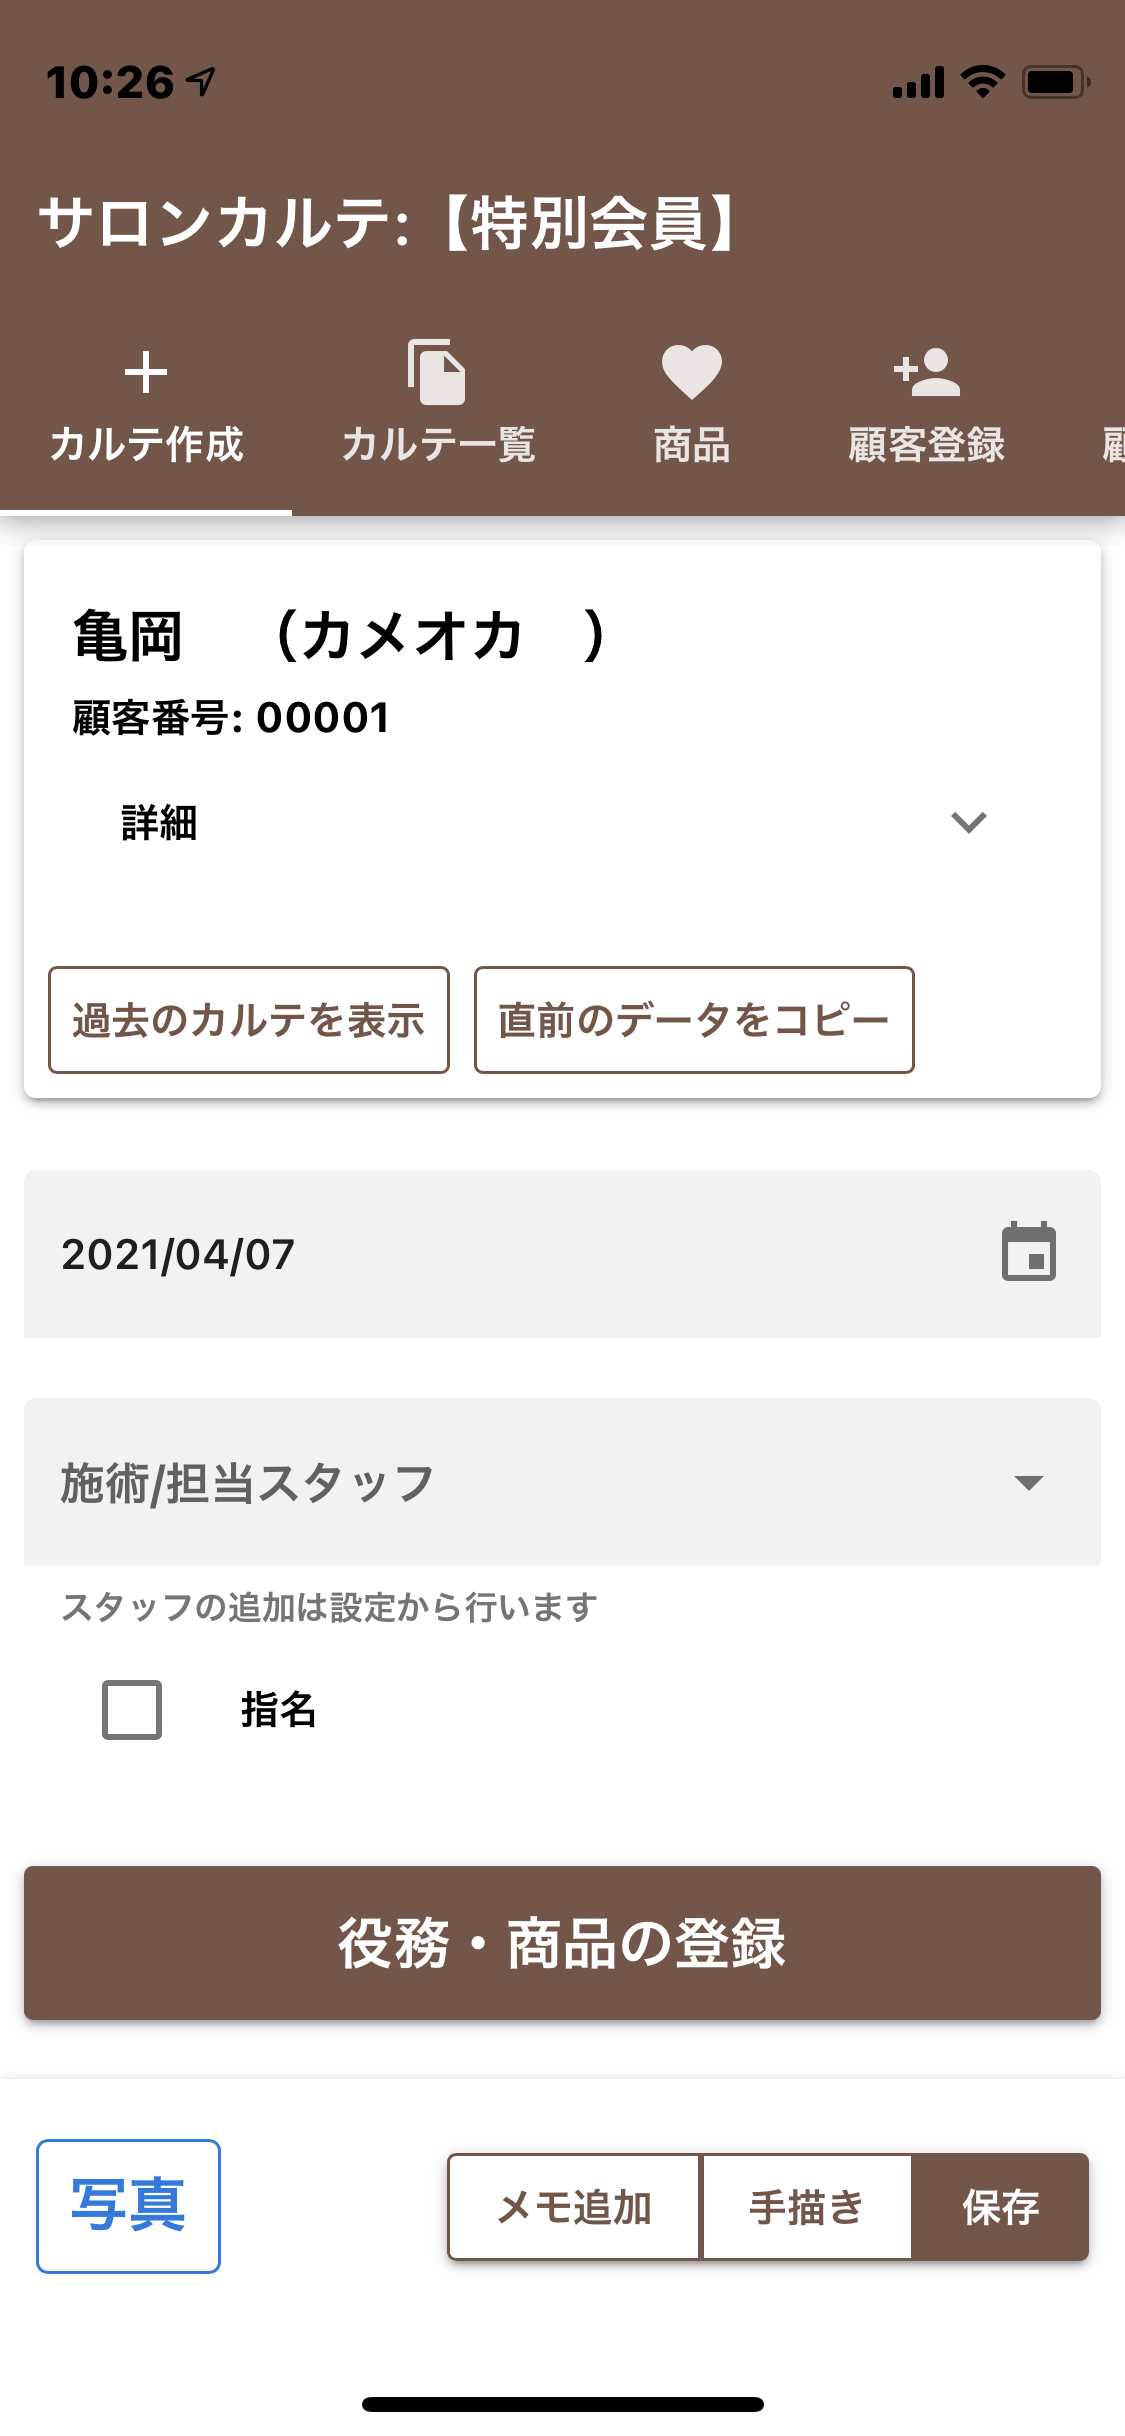 10:26
サロンカルテ:【特別会員】
カルテ作成 カルテ一覧 商品 顧客登録 顧
亀岡　（カメオカ　）
顧客番号: 00001
詳細
過去のカルテを表示 直前のデータをコピー
2021/04/07
施術/担当スタッフ
スタッフの追加は設定から行います
指名
役務・商品の登録
写真 メモ追加 手描き 保存